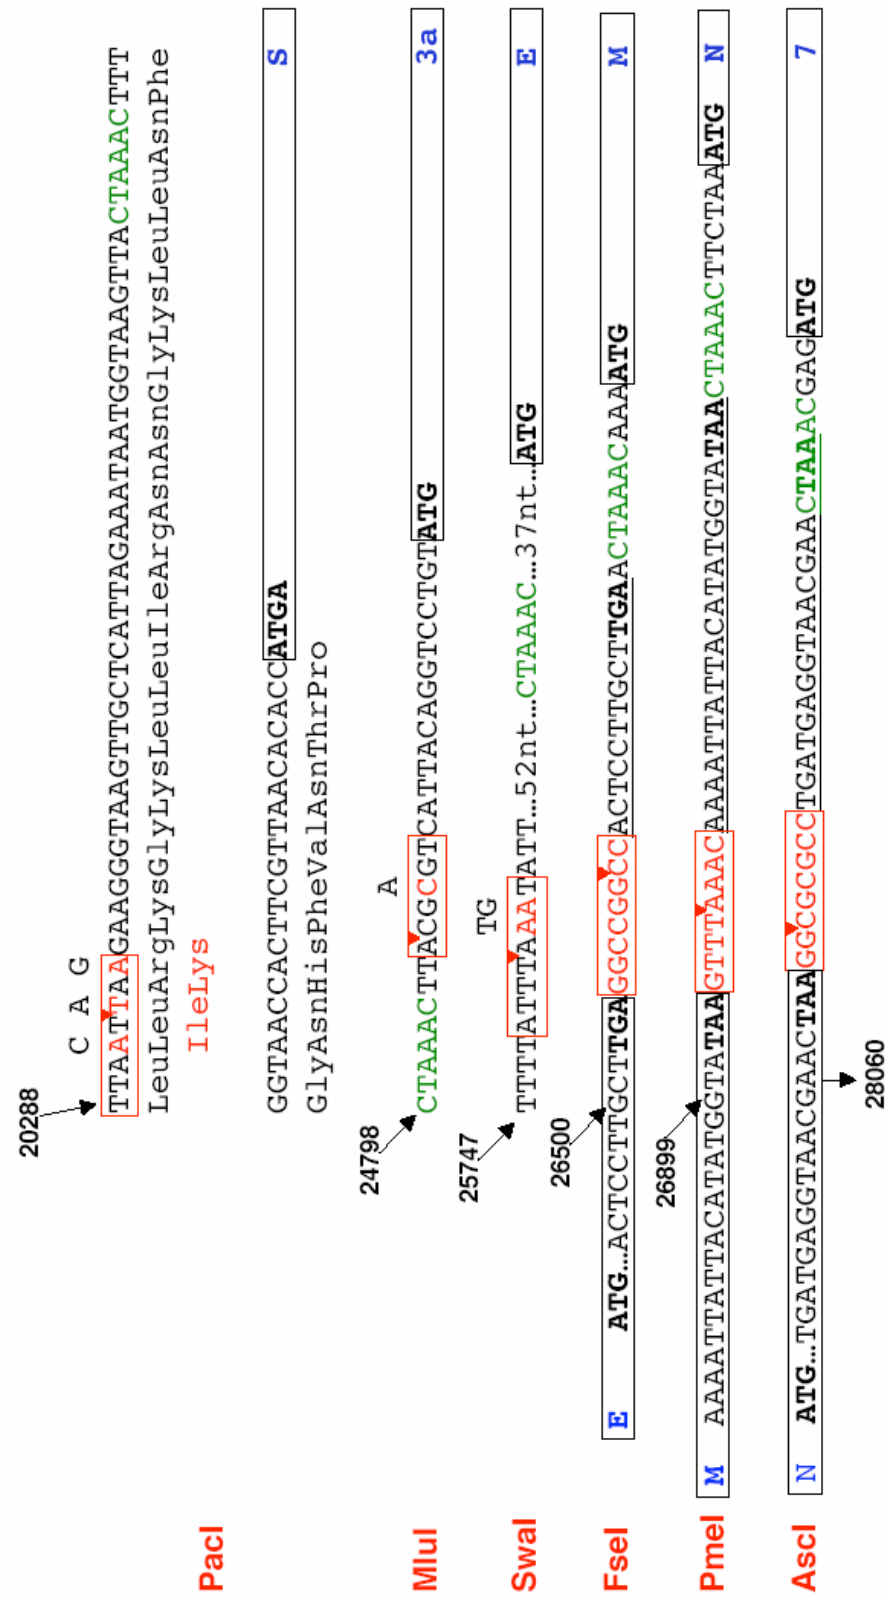 20288
C A G
TTAATTAAGAAGGGTAAGTTGCTCATTAGAAATAATGGTAAGTTACTAAACTTT
LeuLeuArgLysGlyLysLeuLeuIleArgAsnAsnGlyLysLeuLeuAsnPhe
IleLys
PacI
GGTAACCACTTCGTTAACACACCATGA S
GlyAsnHisPheValAsnThrPro
24798
A
MluI CTAAACTTACGCGTCATTACAGGTCCTGTATG 3a
25747
TG
SwaI TTTTATTTAAATATT...52nt...CTAAAC...37nt...ATG E
26500
FseI E ATG...ACTCCTTGCTTGAGGCCGGCCACTCCTTGCTTGAACTAAACAAAATG M
26899
PmeI M AAAATTATTACATATGGTATAAGTTTAAACAAAATTATTACATATGGTATAACTAAACTTCTAAATG N
AscI N ATG...TGATGAGGTAACGAACTAAGGCGCGCCTGATGAGGTAACGAACTAAACGAGATG 7
28060